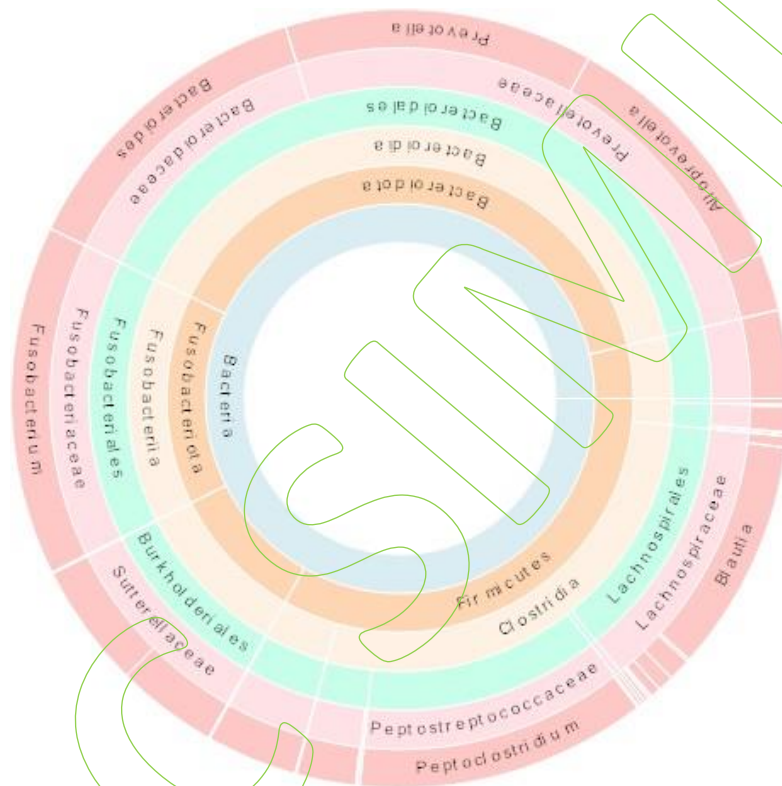 Prevotella
Bacteroides
Alloprevotella
Fusobacterium
Blautia
Peptoclostridium
Prevotellaceae
Prevotellaceae
Bacteroidaceae
Fusobacteriaceae
Sutterellaceae
Peptostreptococcaceae
Lachnospiraceae
Bacteroidales
Fusobacteriales
Burkholderiales
Lachnospirales
Bacteroidia
Fusobacteriia
Clostridia
Bacteroidota
Fusobacteriota
Firmicutes
Bacteria